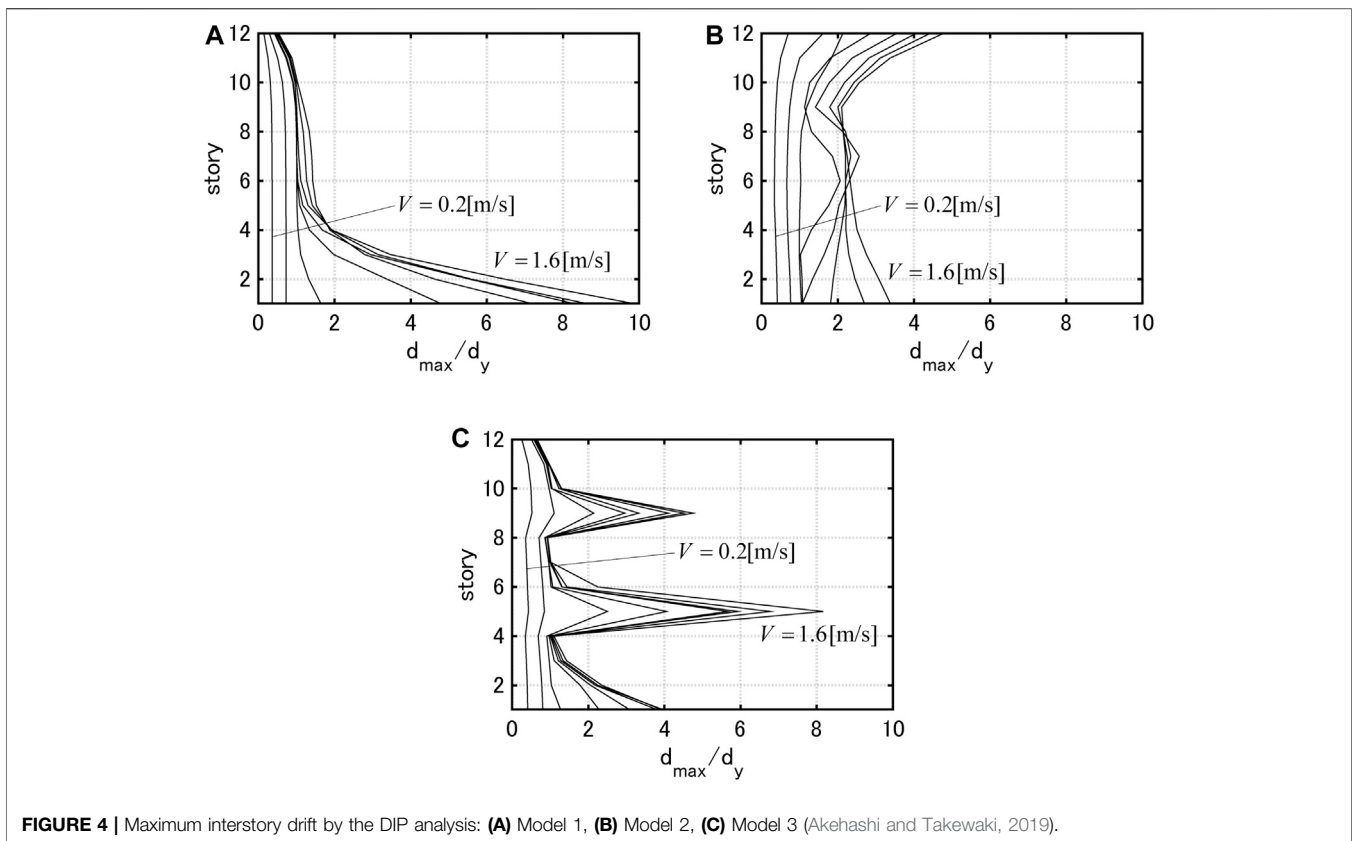 A
12
10
8
6
4
2
story
V = 0.2[m/s]
V = 1.6[m/s]
0 2 4 6 8 10
d_max/d_y
B
12
10
8
6
4
2
story
V = 0.2[m/s]
V = 1.6[m/s]
0 2 4 6 8 10
d_max/d_y
C
12
10
8
6
4
2
story
V = 0.2[m/s]
V = 1.6[m/s]
0 2 4 6 8 10
d_max/d_y
FIGURE 4 | Maximum interstory drift by the DIP analysis: (A) Model 1, (B) Model 2, (C) Model 3 (Akehashi and Takewaki, 2019).